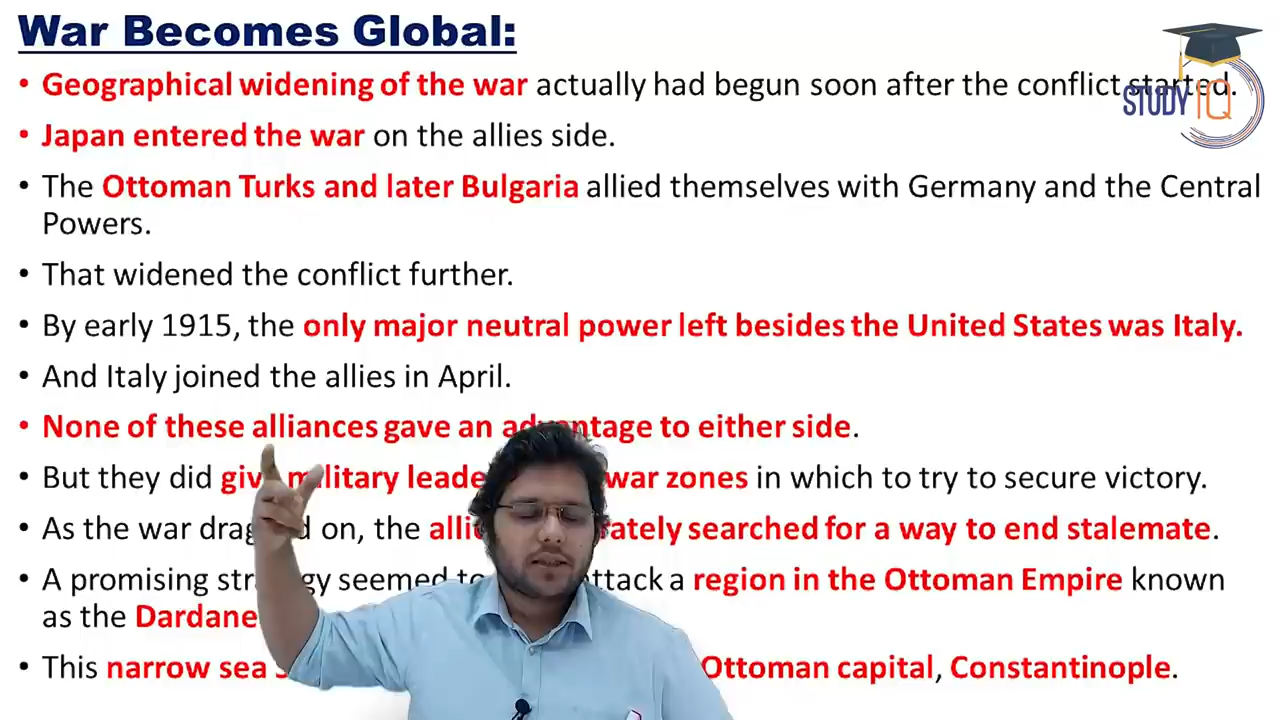 War Becomes Global:
STUDY IQ
• Geographical widening of the war actually had begun soon after the conflict started.
• Japan entered the war on the allies side.
• The Ottoman Turks and later Bulgaria allied themselves with Germany and the Central
Powers.
• That widened the conflict further.
• By early 1915, the only major neutral power left besides the United States was Italy.
• And Italy joined the allies in April.
• None of these alliances gave an advantage to either side.
• But they did give military war zones in which to try to secure victory.
• As the war dragged on, the searched for a way to end stalemate.
• A promising strategy seemed attack a region in the Ottoman Empire known
as the
• This narrow sea Ottoman capital, Constantinople.